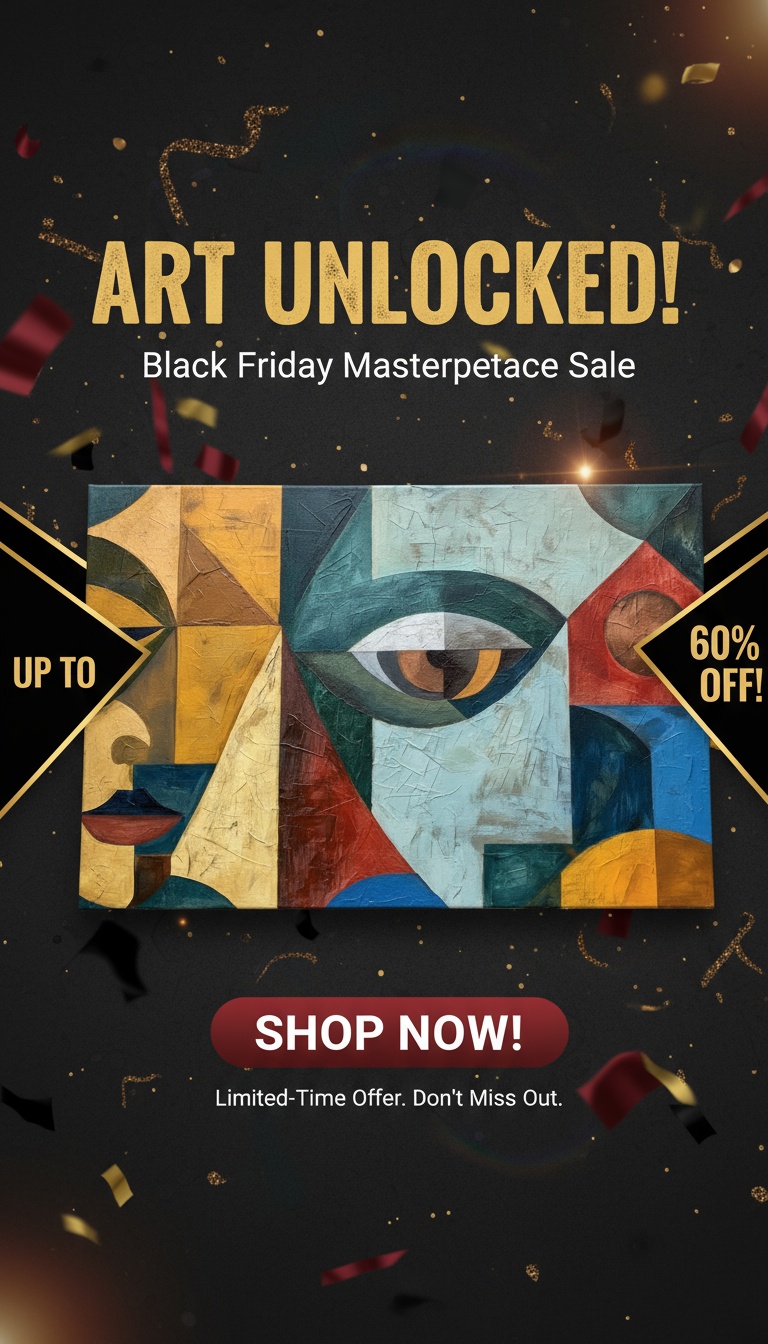 ART UNLOCKED!
Black Friday Masterpetace Sale
UP TO
60%
OFF!
SHOP NOW!
Limited-Time Offer. Don't Miss Out.